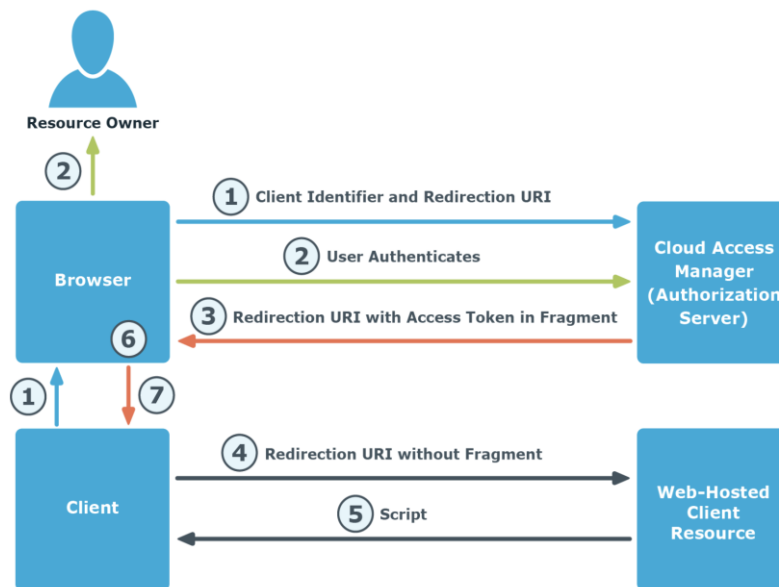 Resource Owner
2
1 Client Identifier and Redirection URI
2 User Authenticates
Browser
Cloud Access
Manager
(Authorization
Server)
3 Redirection URI with Access Token in Fragment
6
1
7
4 Redirection URI without Fragment
Client
Web-Hosted
Client
Resource
5 Script